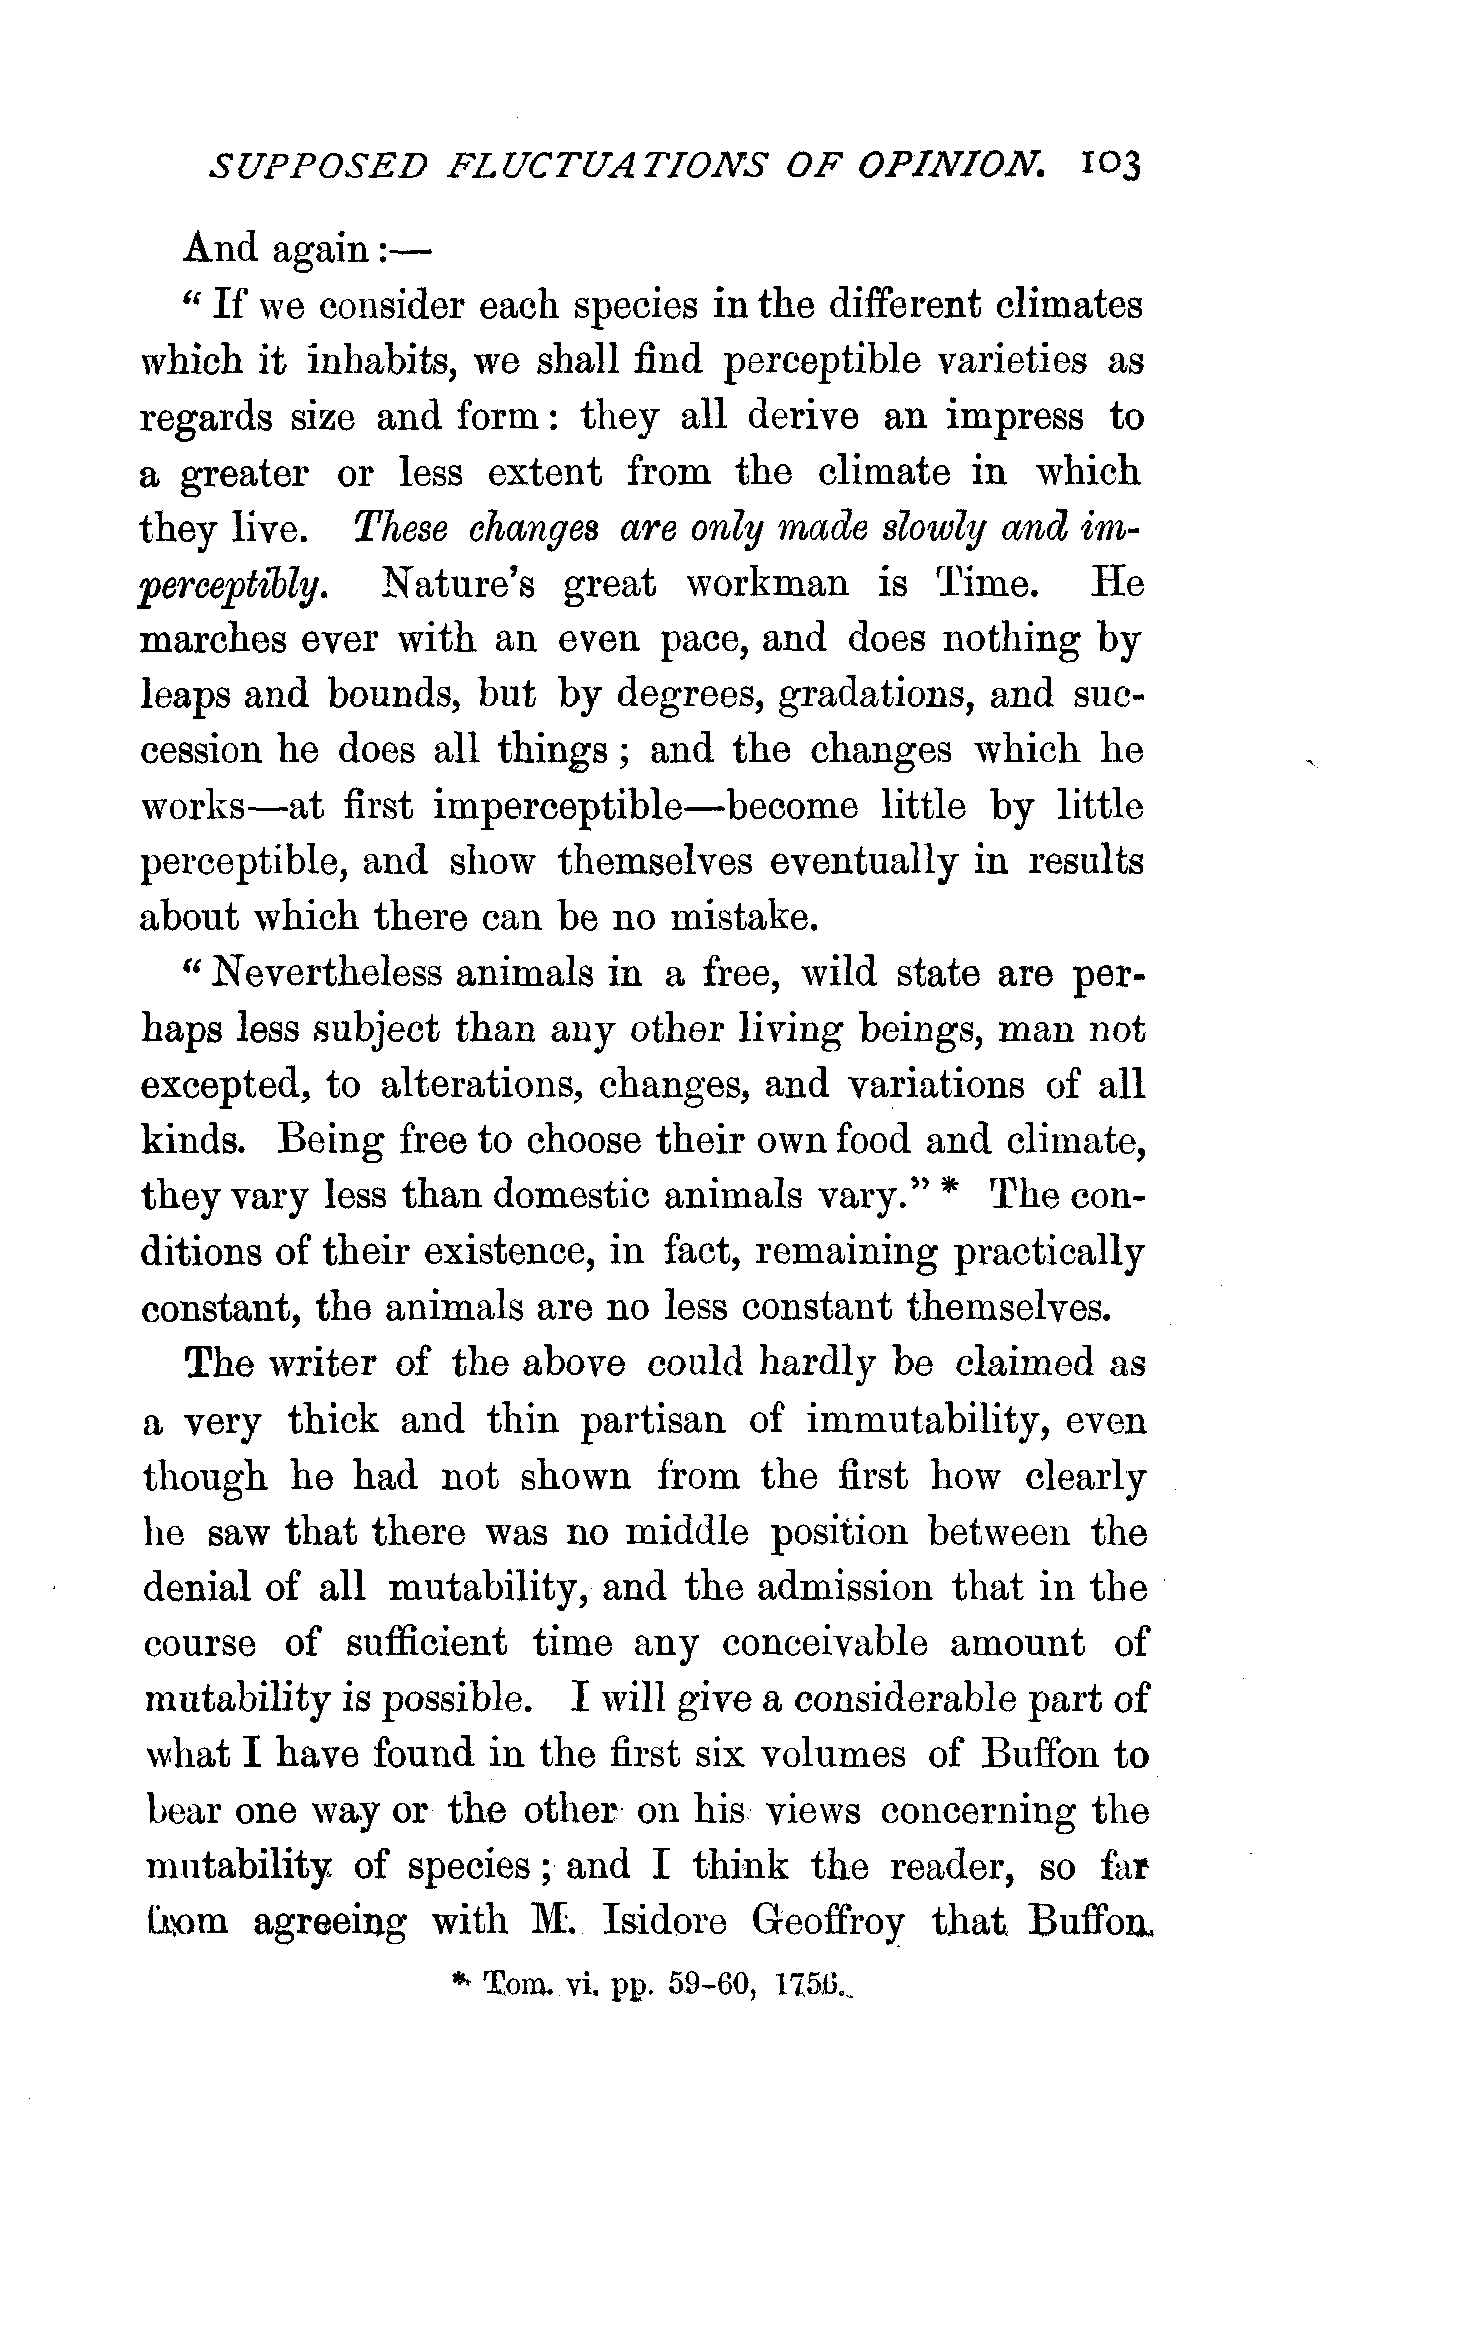 SUPPOSED FLUCTUATIONS OF OPINION. 103
And again :—
“ If we consider each species in the different climates
which it inhabits, we shall find perceptible varieties as
regards size and form : they all derive an impress to
a greater or less extent from the climate in which
they live. These changes are only made slowly and im-
perceptibly. Nature's great workman is Time. He
marches ever with an even pace, and does nothing by
leaps and bounds, but by degrees, gradations, and suc-
cession he does all things ; and the changes which he
works—at first imperceptible—become little by little
perceptible, and show themselves eventually in results
about which there can be no mistake.
“ Nevertheless animals in a free, wild state are per-
haps less subject than any other living beings, man not
excepted, to alterations, changes, and variations of all
kinds. Being free to choose their own food and climate,
they vary less than domestic animals vary.” * The con-
ditions of their existence, in fact, remaining practically
constant, the animals are no less constant themselves.
The writer of the above could hardly be claimed as
a very thick and thin partisan of immutability, even
though he had not shown from the first how clearly
he saw that there was no middle position between the
denial of all mutability, and the admission that in the
course of sufficient time any conceivable amount of
mutability is possible. I will give a considerable part of
what I have found in the first six volumes of Buffon to
bear one way or the other on his views concerning the
mutability of species ; and I think the reader, so far
from agreeing with M. Isidore Geoffroy that Buffon
* Tom. vi. pp. 59-60, 1756.